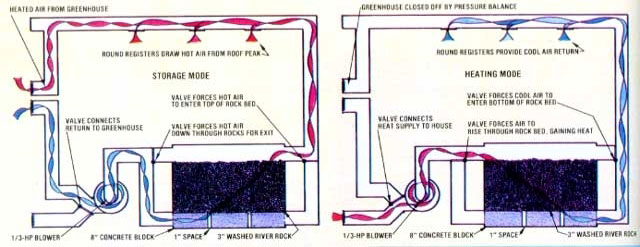 HEATED AIR FROM GREENHOUSE
ROUND REGISTERS DRAW HOT AIR FROM ROOF PEAK
STORAGE MODE
VALVE FORCES HOT AIR
TO ENTER TOP OF ROCK BED
VALVE CONNECTS
RETURN TO GREENHOUSE
VALVE FORCES HOT AIR
DOWN THROUGH ROCKS FOR EXIT
1/3-HP BLOWER
8" CONCRETE BLOCK
1" SPACE
3" WASHED RIVER ROCK
GREENHOUSE CLOSED OFF BY PRESSURE BALANCE
ROUND REGISTERS PROVIDE COOL AIR RETURN
HEATING MODE
VALVE FORCES COOL AIR TO
ENTER BOTTOM OF ROCK BED
VALVE CONNECTS
HEAT SUPPLY TO HOUSE
VALVE FORCES AIR TO
RISE THROUGH ROCK BED, GAINING HEAT
1/3-HP BLOWER
8" CONCRETE BLOCK
1" SPACE
3" WASHED RIVER ROCK